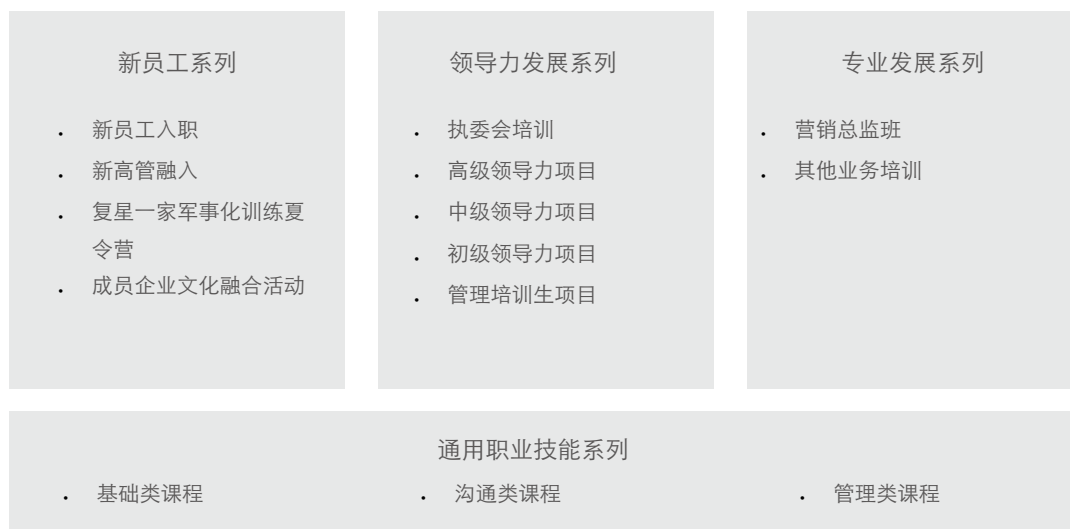 新员工系列
· 新员工入职
· 新高管融入
· 复星一家军事化训练夏
令营
· 成员企业文化融合活动
领导力发展系列
· 执委会培训
· 高级领导力项目
· 中级领导力项目
· 初级领导力项目
· 管理培训生项目
专业发展系列
· 营销总监班
· 其他业务培训
通用职业技能系列
· 基础类课程
· 沟通类课程
· 管理类课程